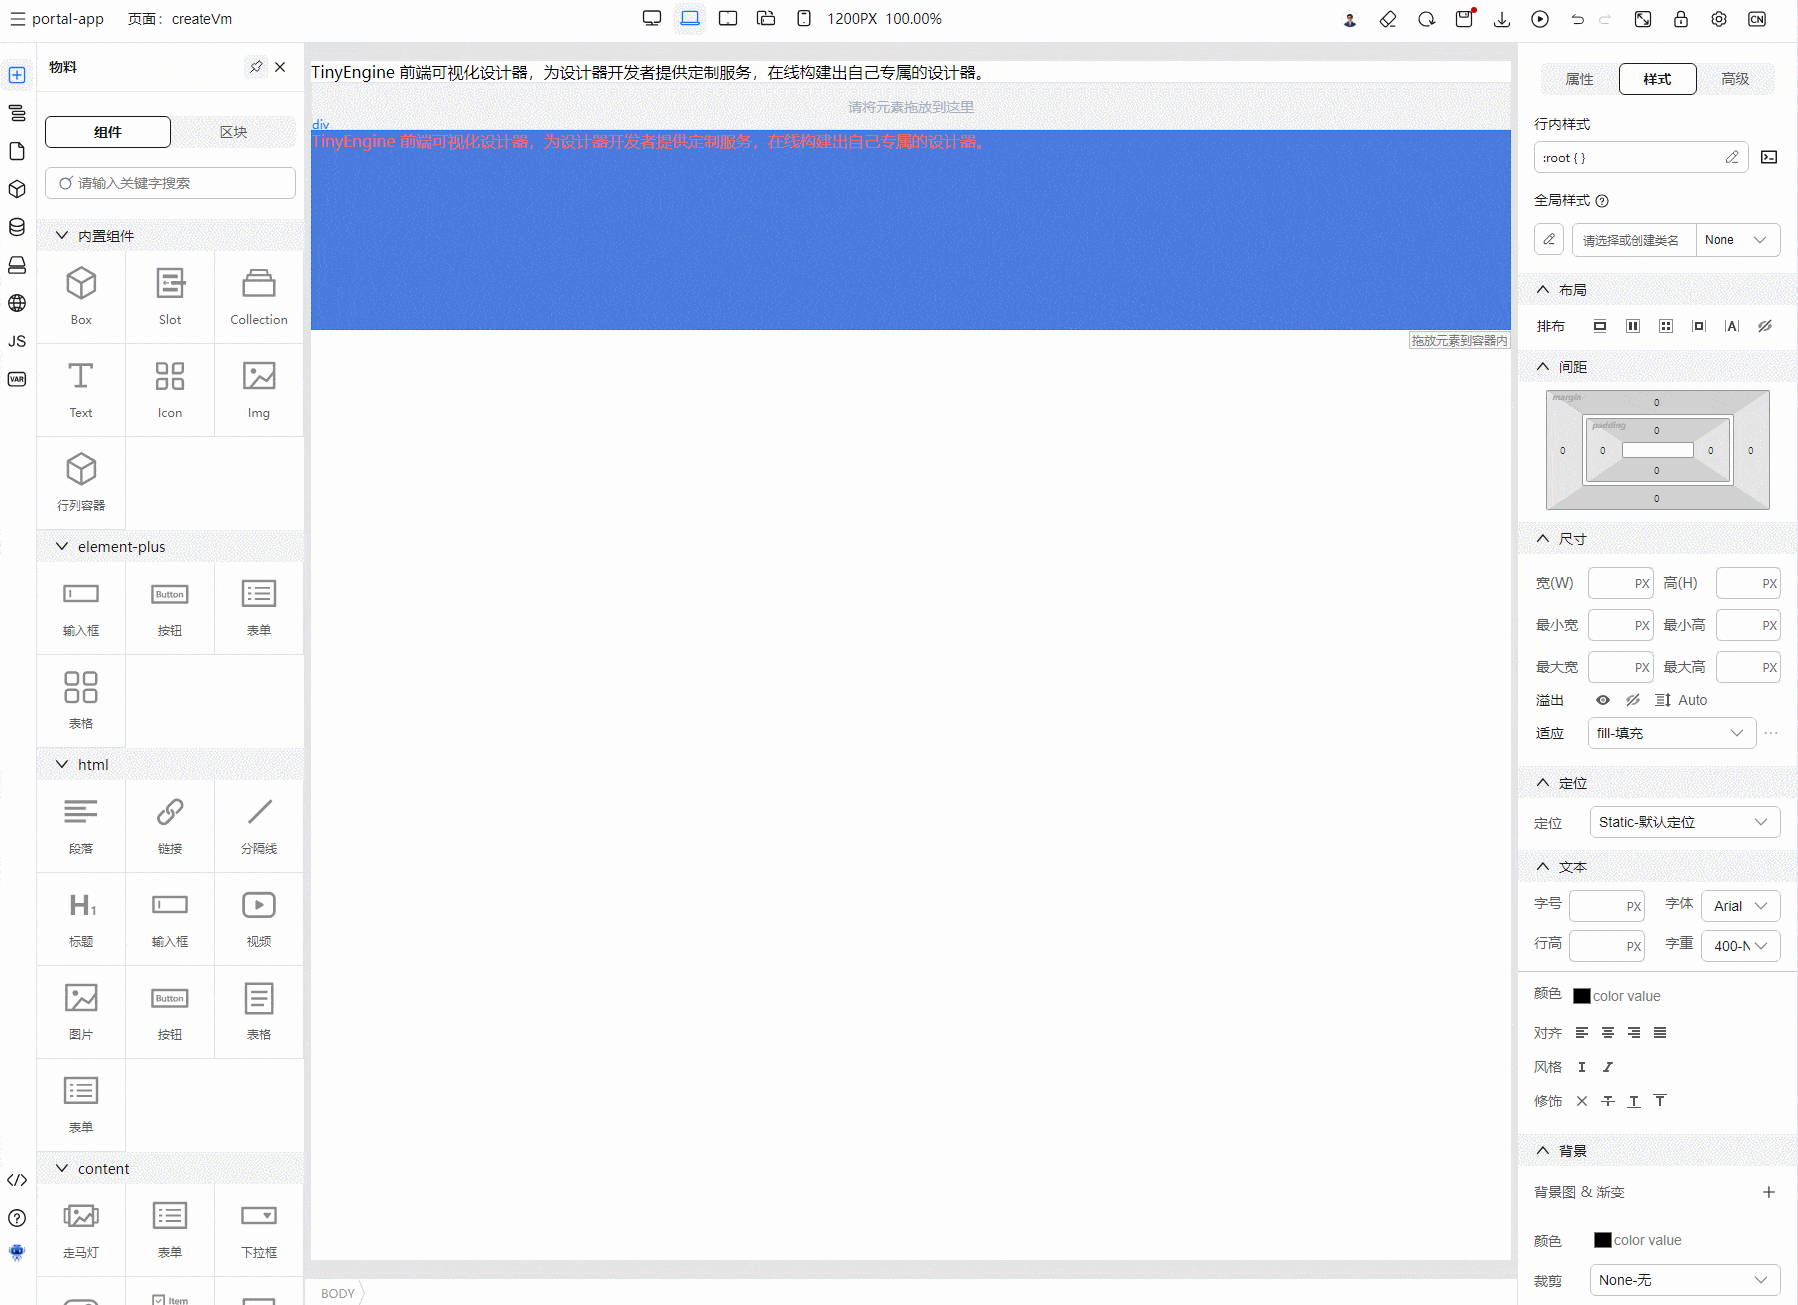 portal-app 页面：createVm
1200PX 100.00%
CN
物料
组件 区块
请输入关键字搜索
内置组件
Box Slot Collection
Text Icon Img
行列容器
element-plus
Button
输入框 按钮 表单
表格
html
段落 链接 分隔线
H1
标题 输入框 视频
Button
图片 按钮 表格
表单
content
走马灯 表单 下拉框
Item
JS
VAR
TinyEngine 前端可视化设计器，为设计器开发者提供定制服务，在线构建出自己专属的设计器。
请将元素拖放到这里
div
TinyEngine 前端可视化设计器，为设计器开发者提供定制服务，在线构建出自己专属的设计器。
拖放元素到容器内
BODY
属性 样式 高级
行内样式
:root { }
全局样式
请选择或创建类名 None
布局
排布
间距
margin
0
padding
0
0 0 0 0
0
0
尺寸
宽(W) PX 高(H) PX
最小宽 PX 最小高 PX
最大宽 PX 最大高 PX
溢出 Auto
适应 fill-填充
定位
定位 Static-默认定位
文本
字号 PX 字体 Arial
行高 PX 字重 400-N
颜色 color value
对齐
风格
修饰
背景
背景图 & 渐变
颜色 color value
裁剪 None-无